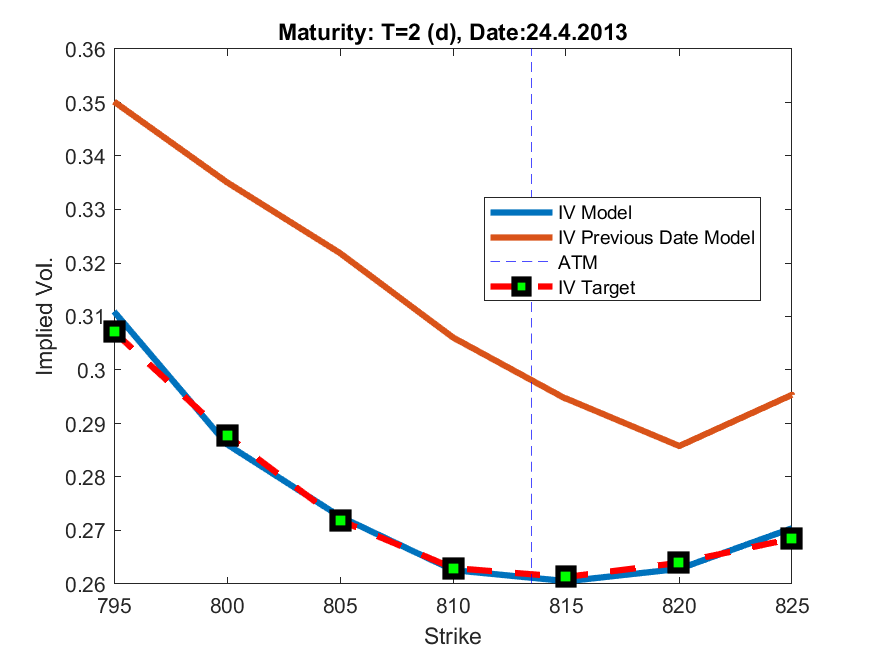 Maturity: T=2 (d), Date:24.4.2013
0.36
0.35
0.34
0.33
0.32
0.31
0.3
0.29
0.28
0.27
0.26
Implied Vol.
IV Model
IV Previous Date Model
ATM
IV Target
795 800 805 810 815 820 825
Strike